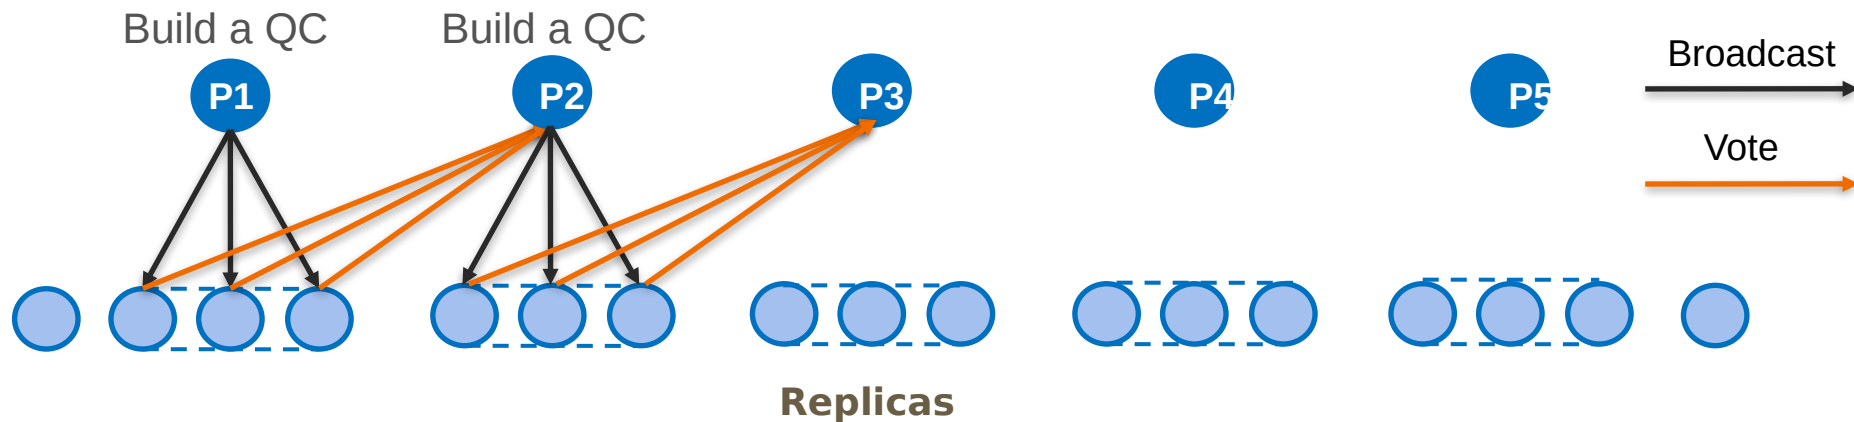 Build a QC
Build a QC
Broadcast
P1
P2
P3
P4
P5
Vote
Replicas